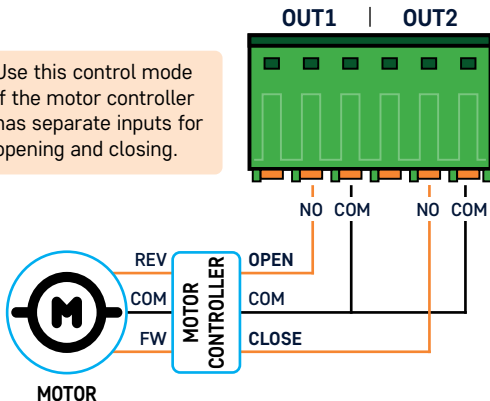 OUT1 | OUT2
Use this control mode
if the motor controller
has separate inputs for
opening and closing.
NO COM NO COM
REV OPEN
COM COM
FW CLOSE
MOTOR
CONTROLLER
M
MOTOR